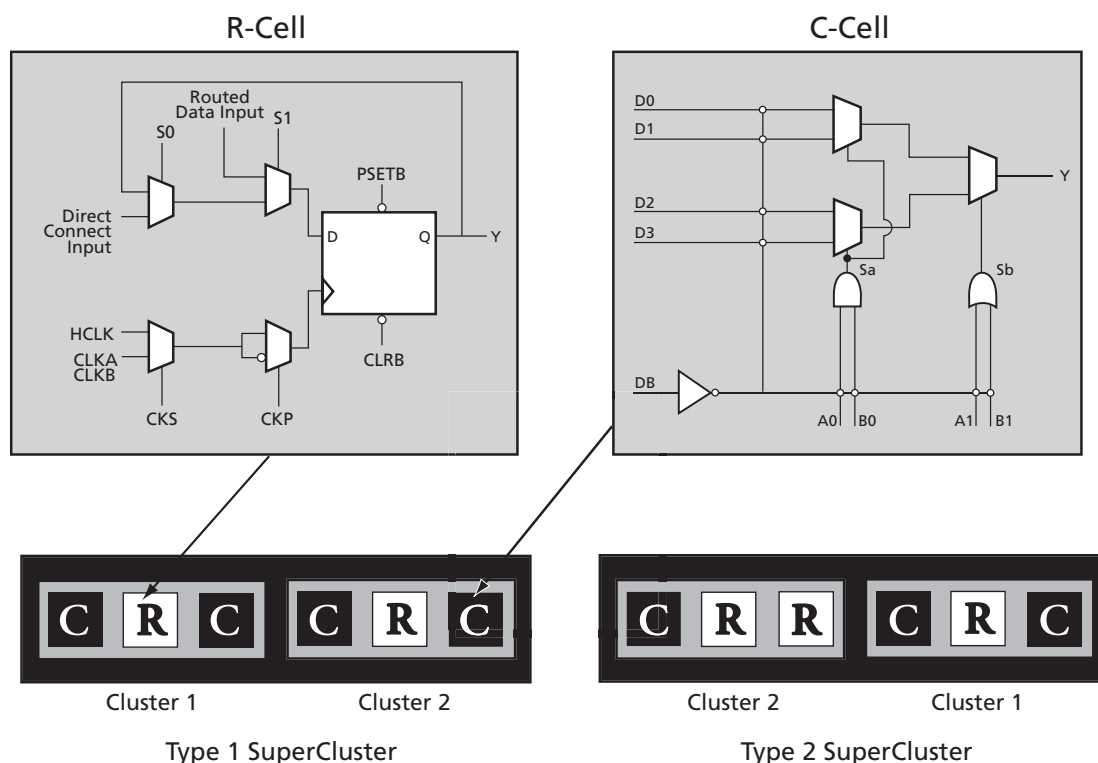 R-Cell
Routed
Data Input
S0
S1
PSETB
Direct
Connect
Input
D
Q
Y
HCLK
CLKA
CLKB
CLRB
CKS
CKP
C-Cell
D0
D1
D2
D3
Y
Sa
Sb
DB
A0
B0
A1
B1
C R C
C R C
C R R
C R C
Cluster 1
Cluster 2
Cluster 2
Cluster 1
Type 1 SuperCluster
Type 2 SuperCluster